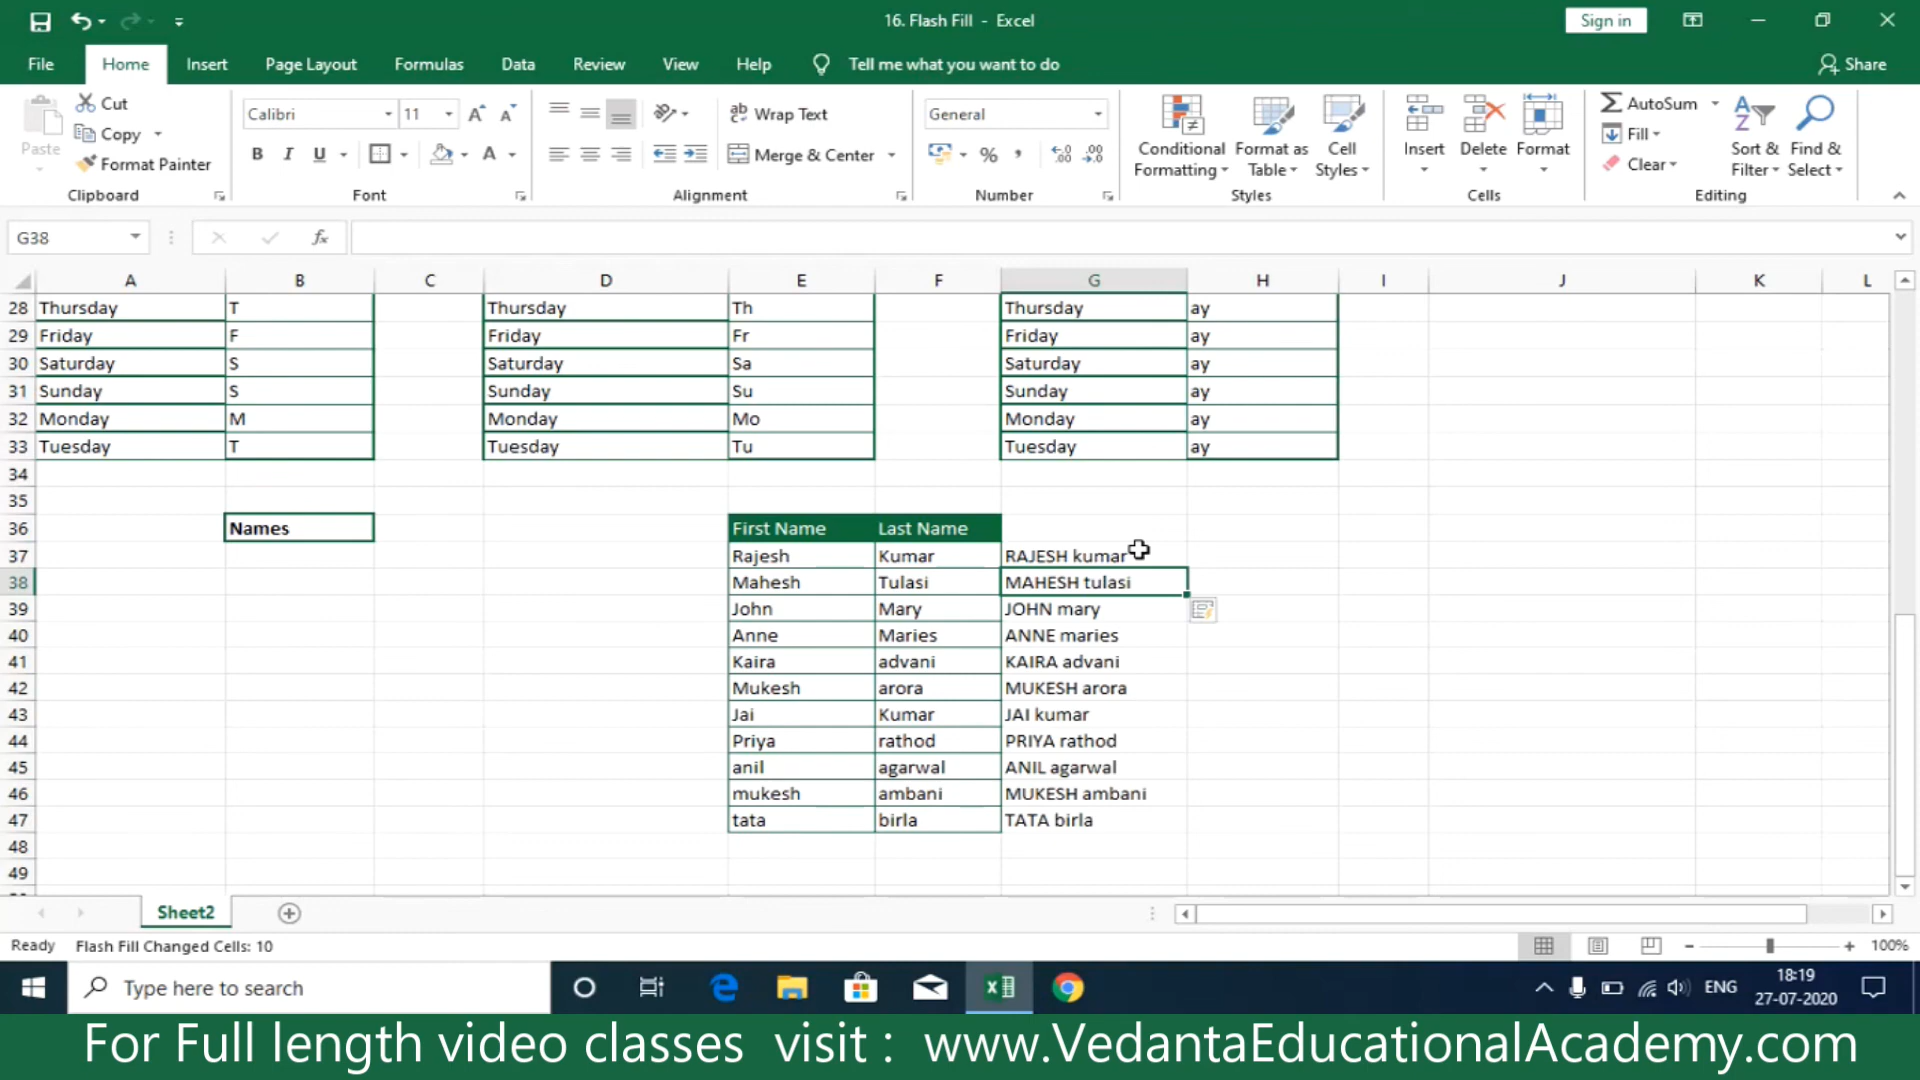 16. Flash Fill - Excel
Sign in
File Home Insert Page Layout Formulas Data Review View Help Tell me what you want to do Share
Paste
Cut
Copy
Format Painter
Clipboard
Calibri 11
B I U A
Font
Wrap Text
Merge & Center
Alignment
General
%
Number
Conditional Formatting
Format as Table
Cell Styles
Styles
Insert Delete Format
Cells
AutoSum
Fill
Clear
Sort & Filter
Find & Select
Editing
G38 fx
A B C D E F G H I J K L
28 Thursday T Thursday Th Thursday ay
29 Friday F Friday Fr Friday ay
30 Saturday S Saturday Sa Saturday ay
31 Sunday S Sunday Su Sunday ay
32 Monday M Monday Mo Monday ay
33 Tuesday T Tuesday Tu Tuesday ay
34
35
36 Names First Name Last Name
37 Rajesh Kumar RAJESH kumar
38 Mahesh Tulasi MAHESH tulasi
39 John Mary JOHN mary
40 Anne Maries ANNE maries
41 Kaira advani KAIRA advani
42 Mukesh arora MUKESH arora
43 Jai Kumar JAI kumar
44 Priya rathod PRIYA rathod
45 anil agarwal ANIL agarwal
46 mukesh ambani MUKESH ambani
47 tata birla TATA birla
48
49
Sheet2
Ready Flash Fill Changed Cells: 10 100%
Type here to search
ENG
18:19
27-07-2020
For Full length video classes visit : www.VedantaEducationalAcademy.com